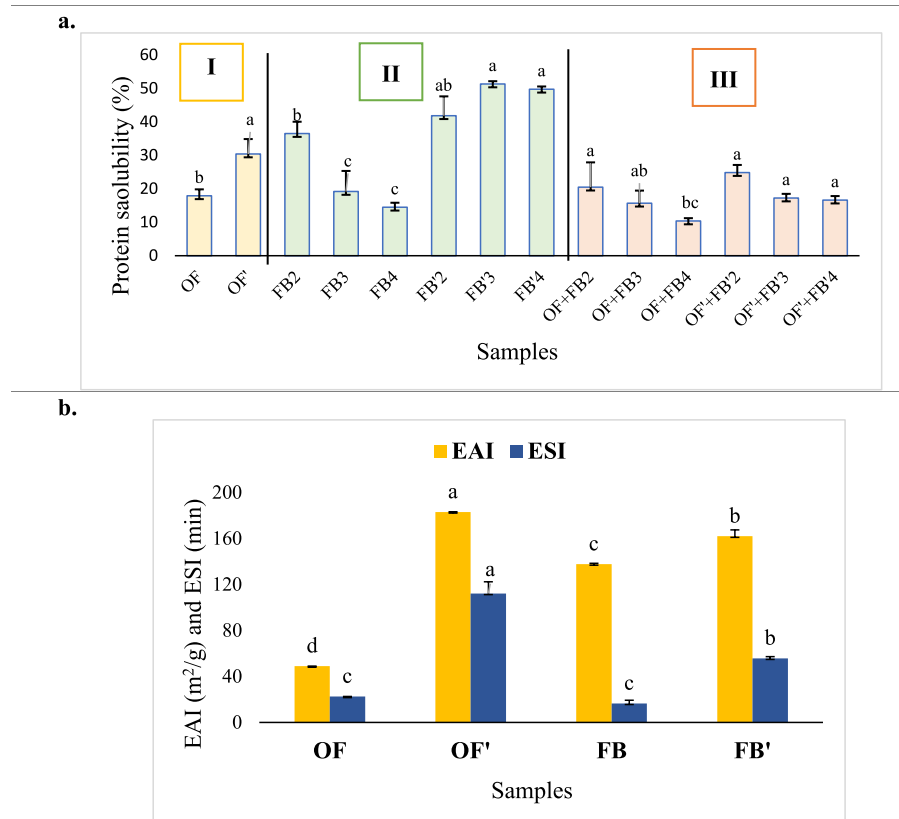 a.
I
II
III
Protein saolubility (%)
60
50
40
30
20
10
0
b
a
b
c
c
ab
a
a
a
ab
bc
a
a
a
OF
OF'
FB2
FB3
FB4
FB'2
FB'3
FB'4
OF+FB2
OF+FB3
OF+FB4
OF'+FB'2
OF'+FB'3
OF'+FB'4
Samples
b.
EAI ESI
EAI (m²/g) and ESI (min)
200
160
120
80
40
0
d
c
a
a
c
c
b
b
OF OF' FB FB'
Samples